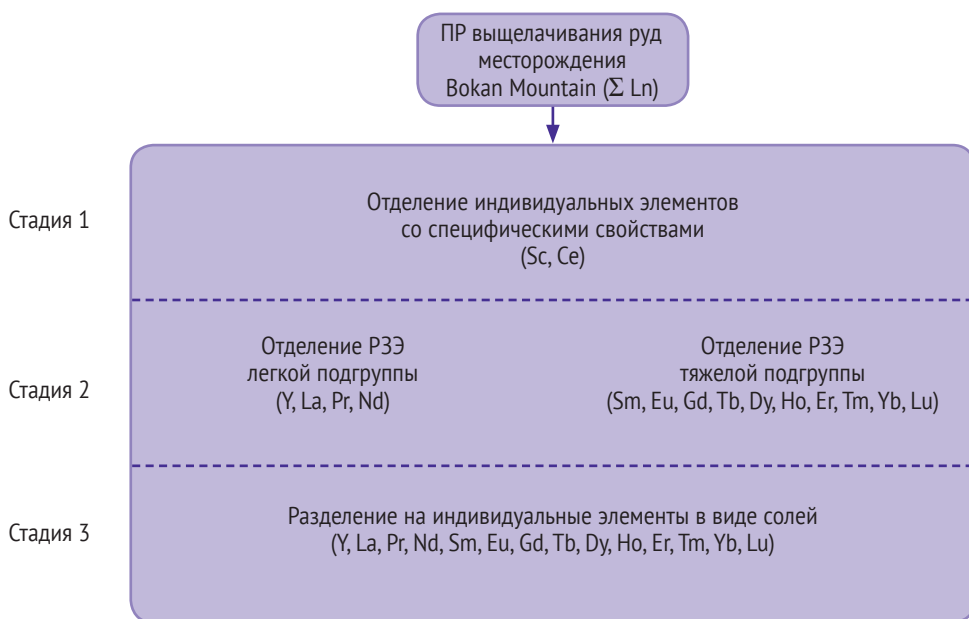 ПР выщелачивания руд
месторождения
Bokan Mountain (Σ Ln)
Стадия 1
Отделение индивидуальных элементов
со специфическими свойствами
(Sc, Ce)
Стадия 2
Отделение РЗЭ
легкой подгруппы
(Y, La, Pr, Nd)
Отделение РЗЭ
тяжелой подгруппы
(Sm, Eu, Gd, Tb, Dy, Ho, Er, Tm, Yb, Lu)
Стадия 3
Разделение на индивидуальные элементы в виде солей
(Y, La, Pr, Nd, Sm, Eu, Gd, Tb, Dy, Ho, Er, Tm, Yb, Lu)